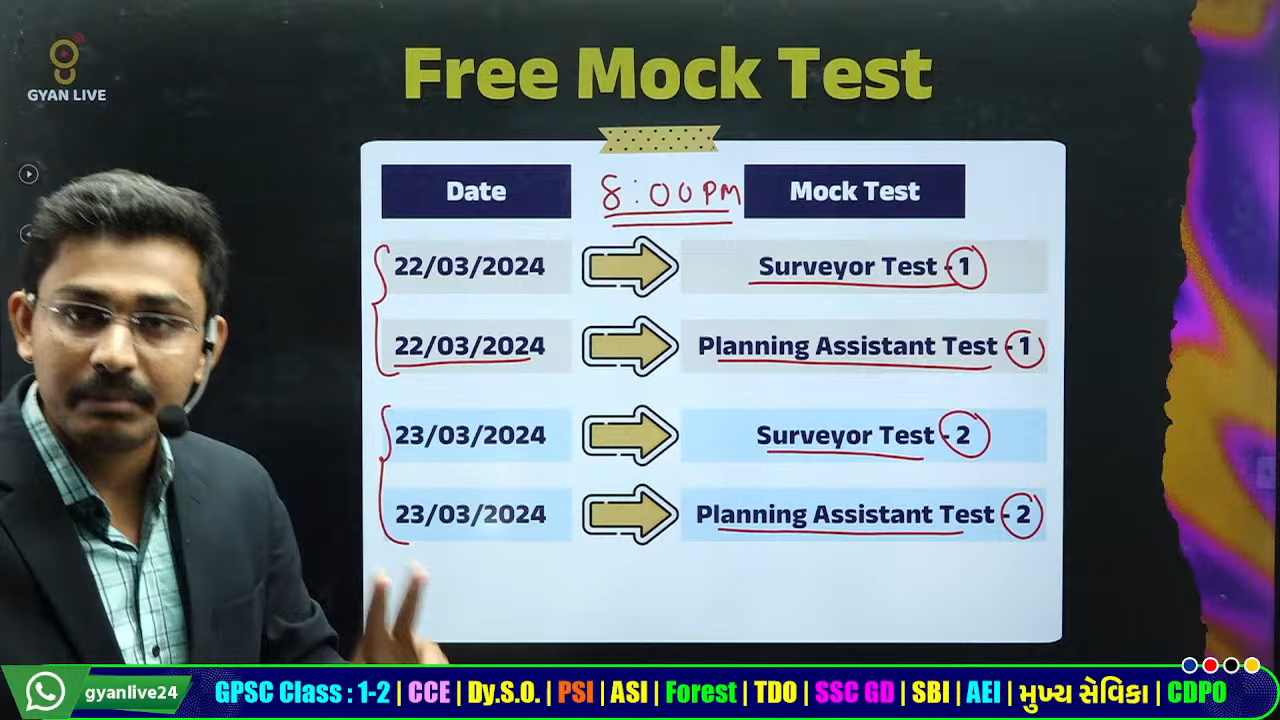 GYAN LIVE
Free Mock Test
Date 8:00PM Mock Test
22/03/2024 Surveyor Test - 1
22/03/2024 Planning Assistant Test - 1
23/03/2024 Surveyor Test - 2
23/03/2024 Planning Assistant Test - 2
gyanlive24 GPSC Class : 1-2 | CCE | Dy.S.O. | PSI | ASI | Forest | TDO | SSC GD | SBI | AEI | મુખ્ય સેવિકા | CDPO